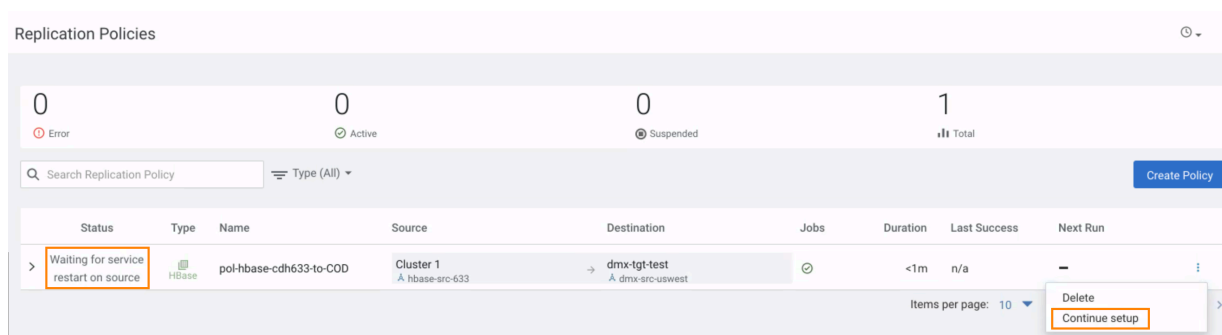 Replication Policies
0
0
0
1
Error
Active
Suspended
Total
Search Replication Policy
Type (All)
Create Policy
Status Type Name Source Destination Jobs Duration Last Success Next Run
Waiting for service restart on source
HBase
pol-hbase-cdh633-to-COD
Cluster 1
hbase-src-633
dmx-tgt-test
dmx-src-uswest
<1m
n/a
Items per page: 10
Delete
Continue setup